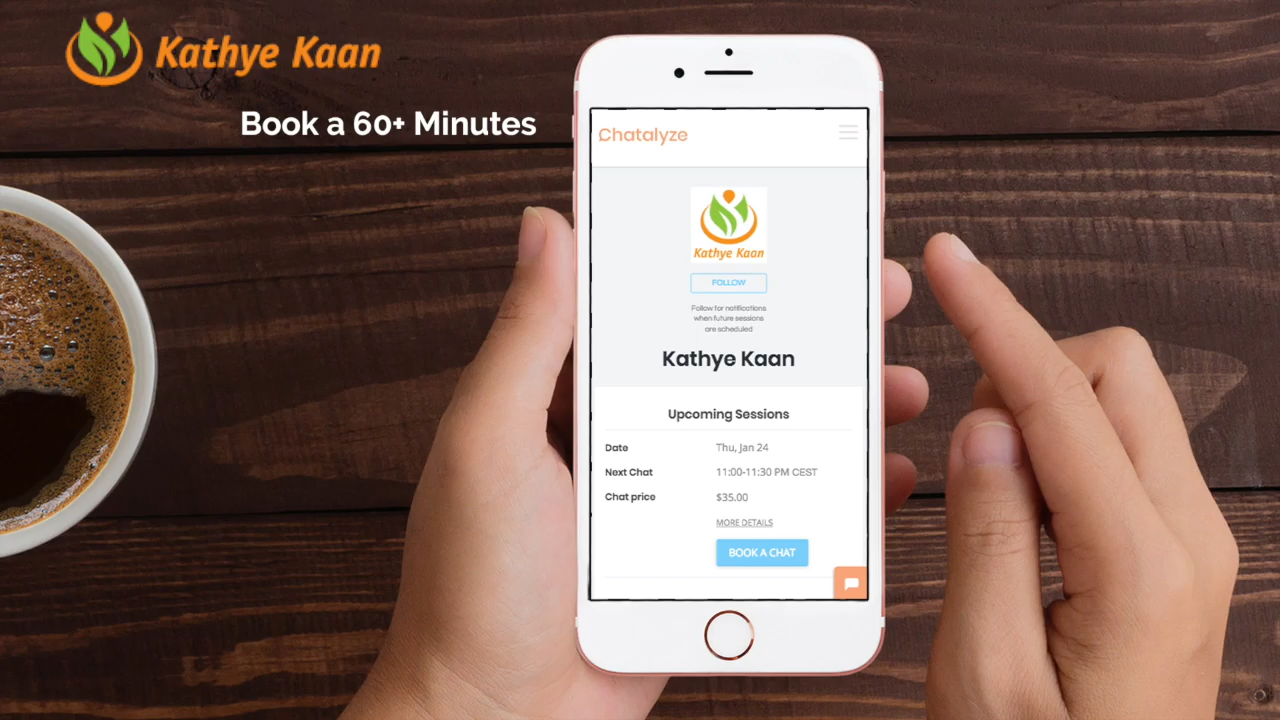 Kathye Kaan
Book a 60+ Minutes
Chatalyze
Kathye Kaan
FOLLOW
Follow for notifications
when future sessions
are scheduled
Kathye Kaan
Upcoming Sessions
Date Thu, Jan 24
Next Chat 11:00-11:30 PM CEST
Chat price $35.00
MORE DETAILS
BOOK A CHAT